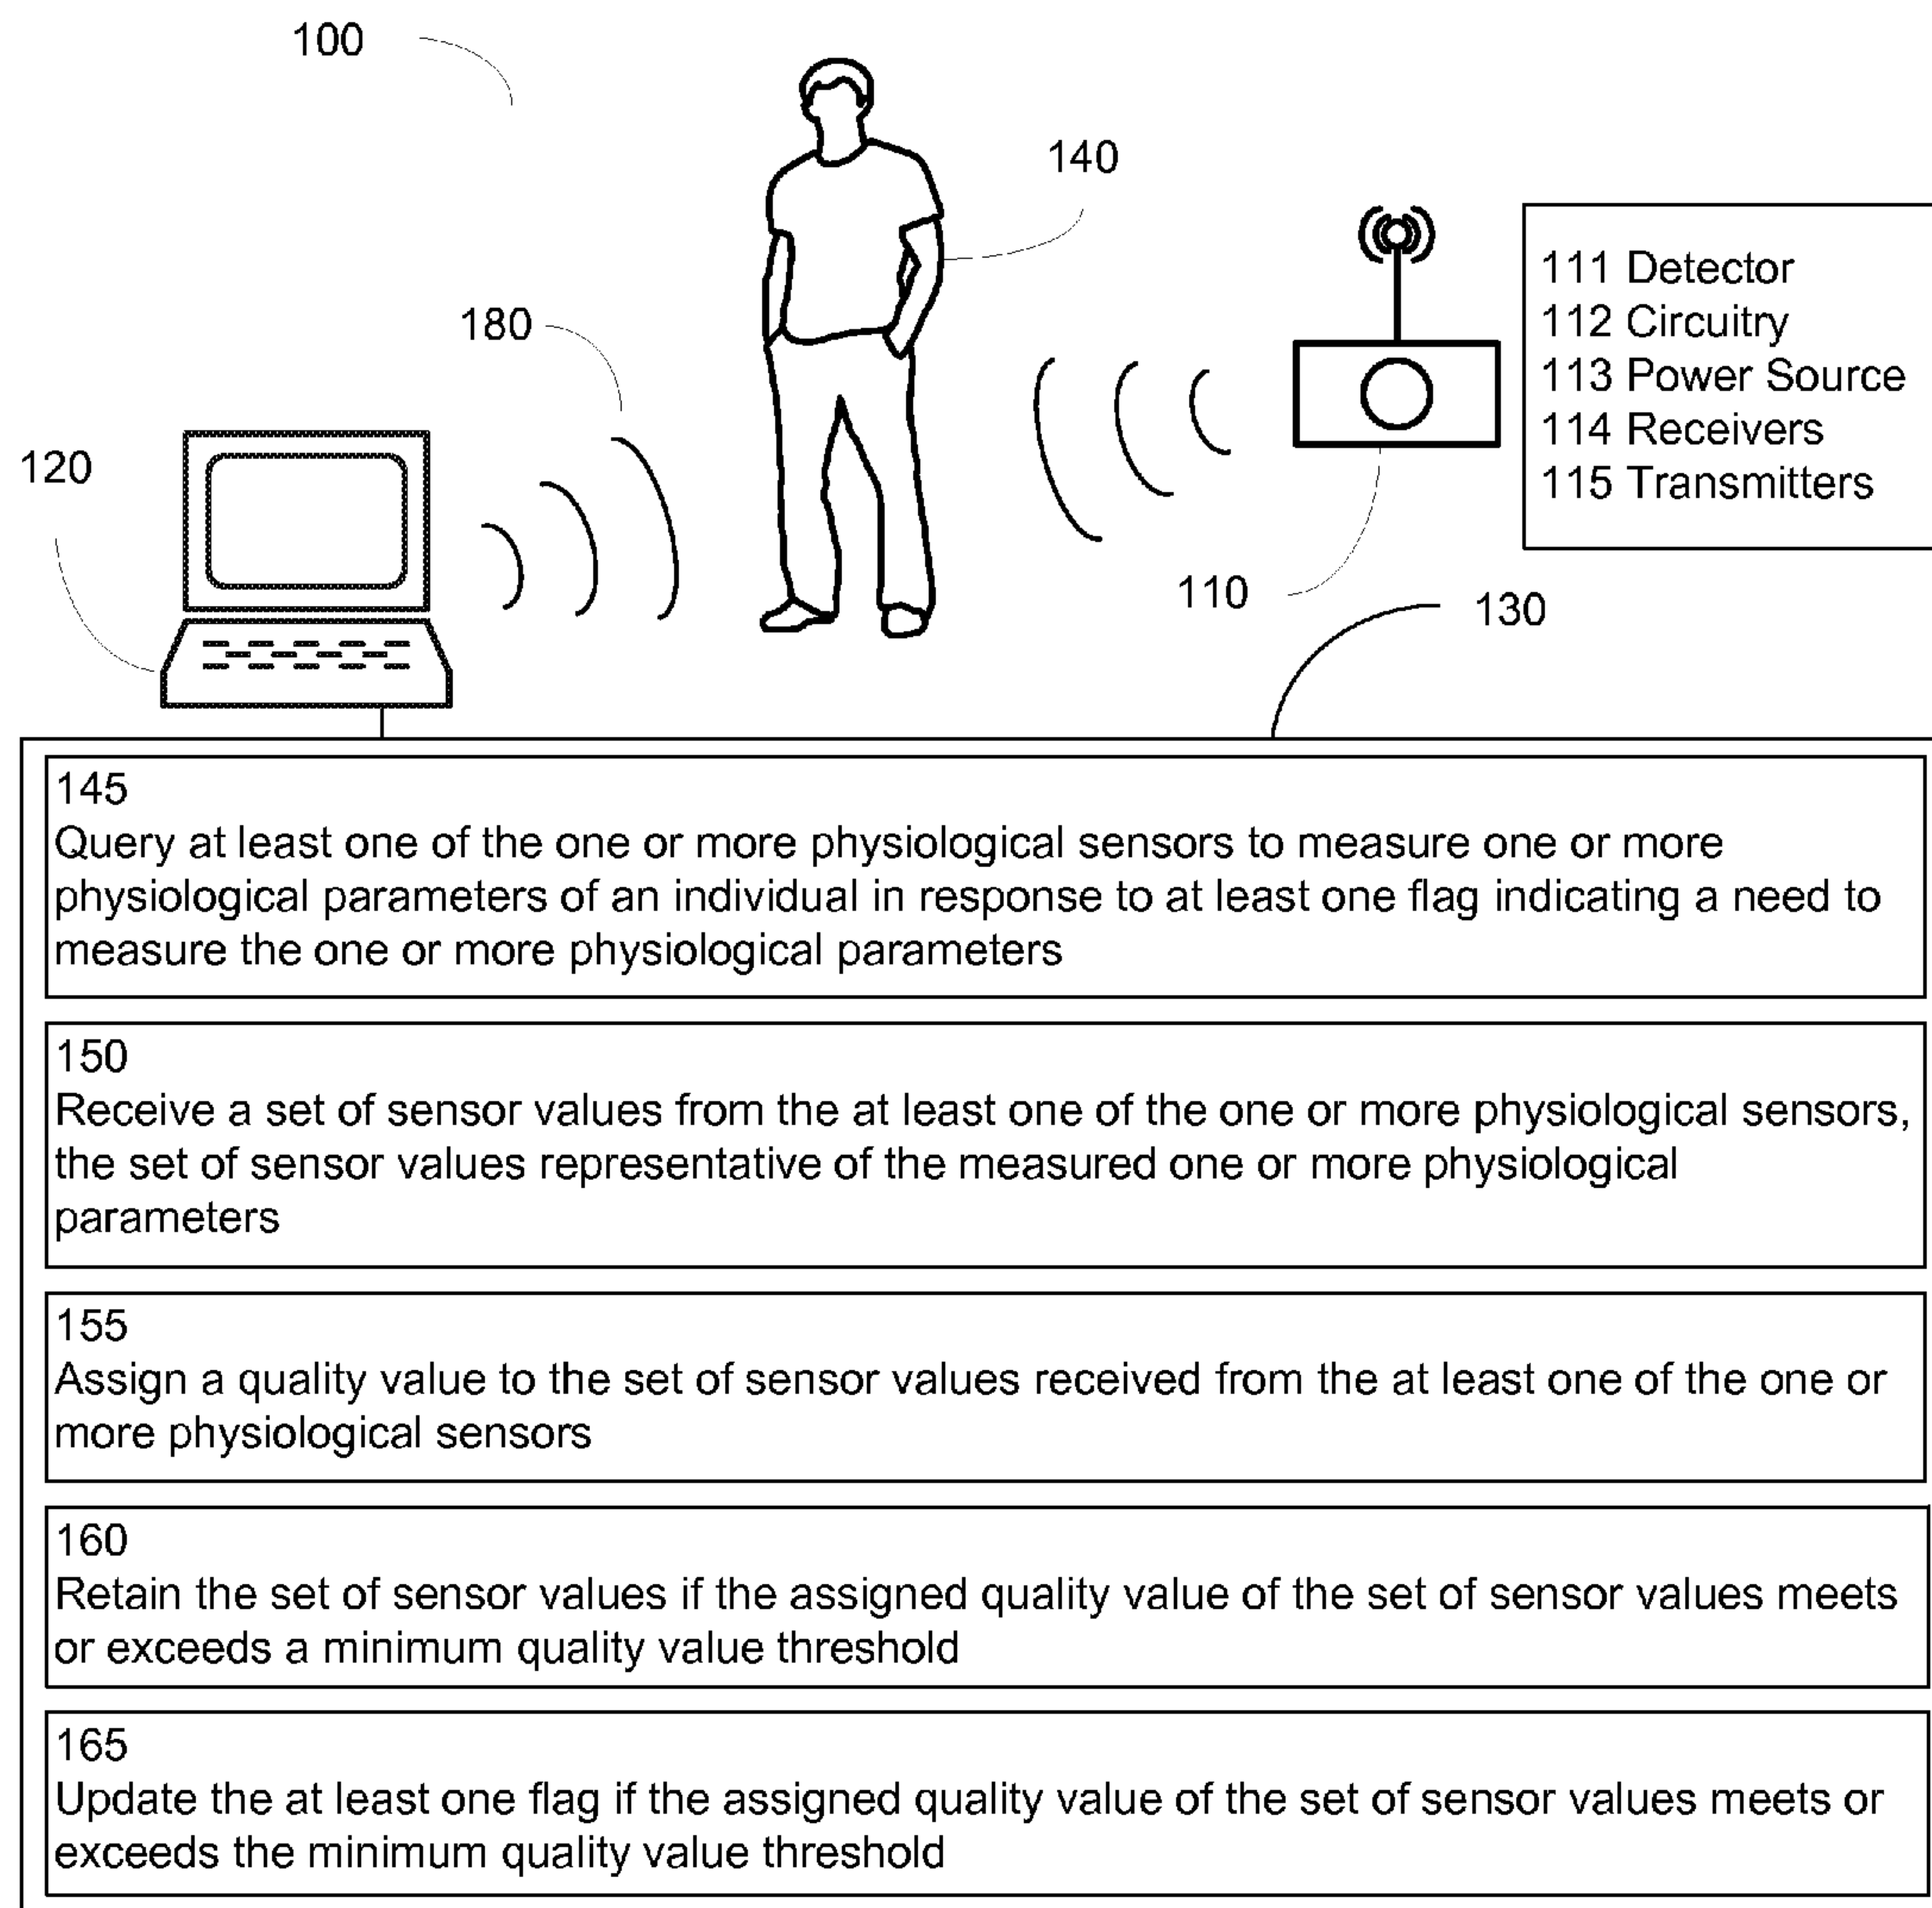 100
140
111 Detector
112 Circuitry
113 Power Source
114 Receivers
115 Transmitters
180
120
110
130
145
Query at least one of the one or more physiological sensors to measure one or more
physiological parameters of an individual in response to at least one flag indicating a need to
measure the one or more physiological parameters
150
Receive a set of sensor values from the at least one of the one or more physiological sensors,
the set of sensor values representative of the measured one or more physiological
parameters
155
Assign a quality value to the set of sensor values received from the at least one of the one or
more physiological sensors
160
Retain the set of sensor values if the assigned quality value of the set of sensor values meets
or exceeds a minimum quality value threshold
165
Update the at least one flag if the assigned quality value of the set of sensor values meets or
exceeds the minimum quality value threshold